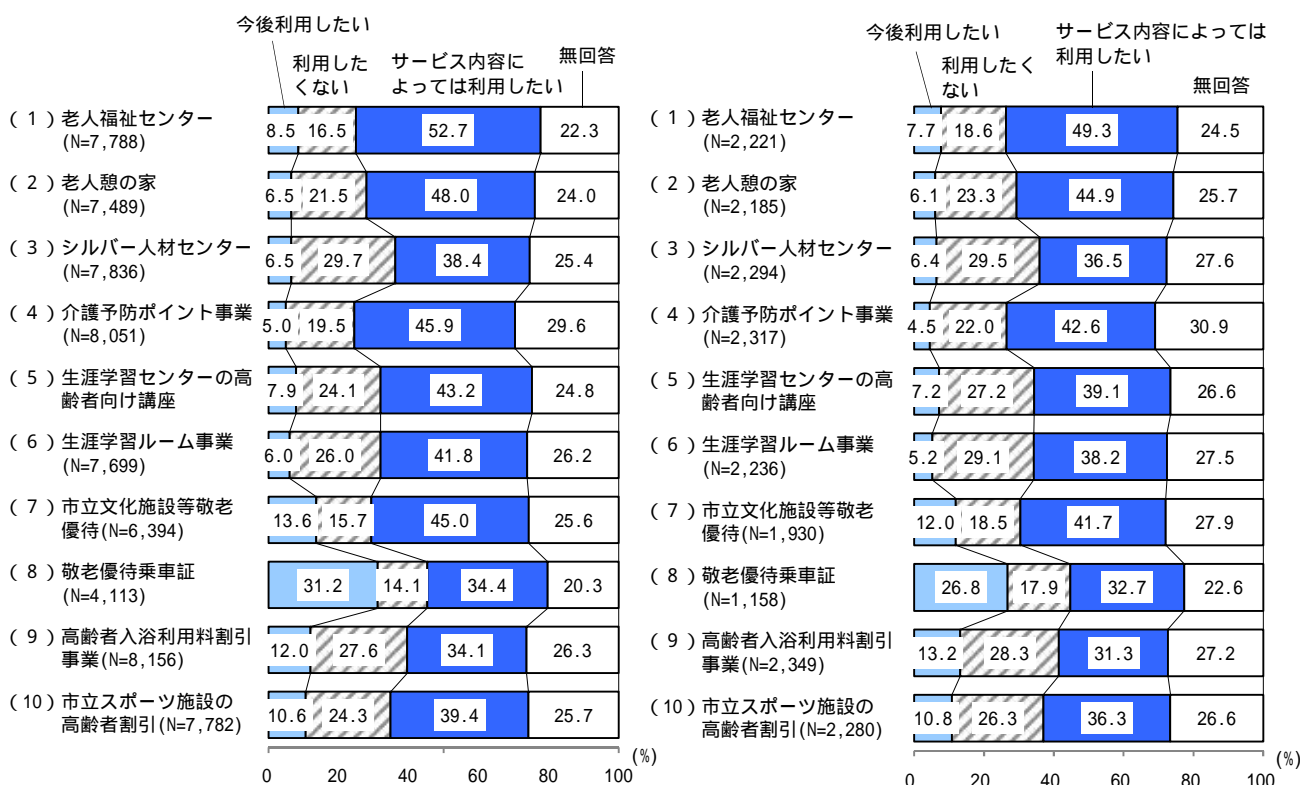 今後利用したい
利用した
くない
サービス内容に
よっては利用したい
無回答
(1)老人福祉センター
(N=7,788)
8.5 16.5 52.7 22.3
(2)老人憩の家
(N=7,489)
6.5 21.5 48.0 24.0
(3)シルバー人材センター
(N=7,836)
6.5 29.7 38.4 25.4
(4)介護予防ポイント事業
(N=8,051)
5.0 19.5 45.9 29.6
(5)生涯学習センターの高
齢者向け講座
7.9 24.1 43.2 24.8
(6)生涯学習ルーム事業
(N=7,699)
6.0 26.0 41.8 26.2
(7)市立文化施設等敬老
優待(N=6,394)
13.6 15.7 45.0 25.6
(8)敬老優待乗車証
(N=4,113)
31.2 14.1 34.4 20.3
(9)高齢者入浴利用料割引
事業(N=8,156)
12.0 27.6 34.1 26.3
(10)市立スポーツ施設の
高齢者割引(N=7,782)
10.6 24.3 39.4 25.7
(%)
0 20 40 60 80 100
今後利用したい
利用したく
ない
サービス内容によっては
利用したい
無回答
(1)老人福祉センター
(N=2,221)
7.7 18.6 49.3 24.5
(2)老人憩の家
(N=2,185)
6.1 23.3 44.9 25.7
(3)シルバー人材センター
(N=2,294)
6.4 29.5 36.5 27.6
(4)介護予防ポイント事業
(N=2,317)
4.5 22.0 42.6 30.9
(5)生涯学習センターの高
齢者向け講座
7.2 27.2 39.1 26.6
(6)生涯学習ルーム事業
(N=2,236)
5.2 29.1 38.2 27.5
(7)市立文化施設等敬老
優待(N=1,930)
12.0 18.5 41.7 27.9
(8)敬老優待乗車証
(N=1,158)
26.8 17.9 32.7 22.6
(9)高齢者入浴利用料割引
事業(N=2,349)
13.2 28.3 31.3 27.2
(10)市立スポーツ施設の
高齢者割引(N=2,280)
10.8 26.3 36.3 26.6
(%)
0 20 40 60 80 100